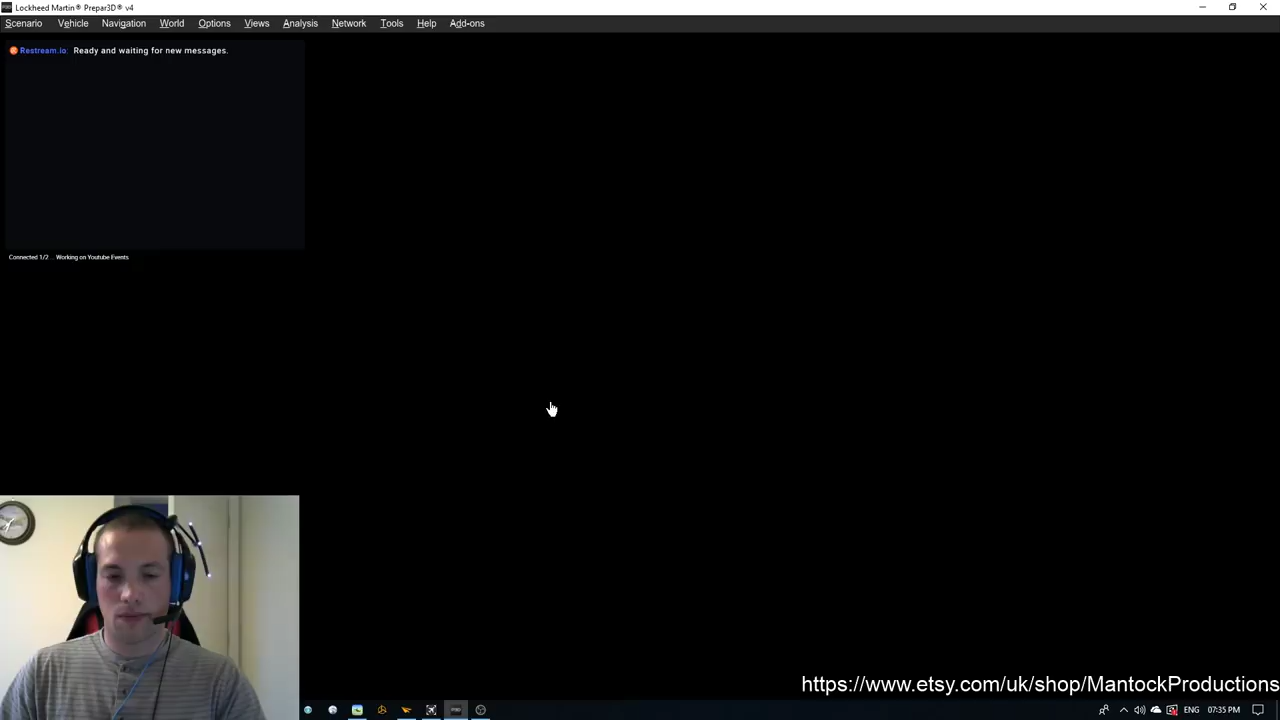 Lockheed Martin® Prepar3D® v4
Scenario Vehicle Navigation World Options Views Analysis Network Tools Help Add-ons
Restream.io: Ready and waiting for new messages.
Connected 1/2 .. Working on Youtube Events
https://www.etsy.com/uk/shop/MantockProductions
ENG 07:35 PM